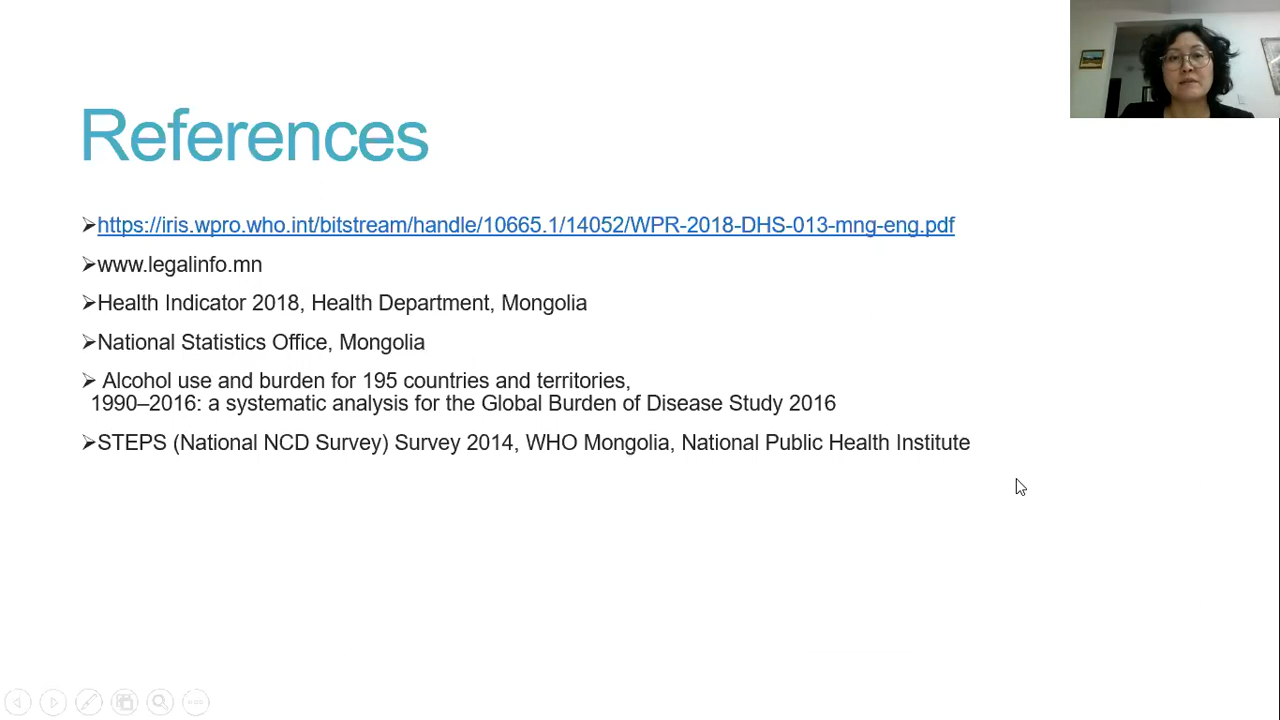 References
➢https://iris.wpro.who.int/bitstream/handle/10665.1/14052/WPR-2018-DHS-013-mng-eng.pdf
➢www.legalinfo.mn
➢Health Indicator 2018, Health Department, Mongolia
➢National Statistics Office, Mongolia
➢ Alcohol use and burden for 195 countries and territories,
1990–2016: a systematic analysis for the Global Burden of Disease Study 2016
➢STEPS (National NCD Survey) Survey 2014, WHO Mongolia, National Public Health Institute